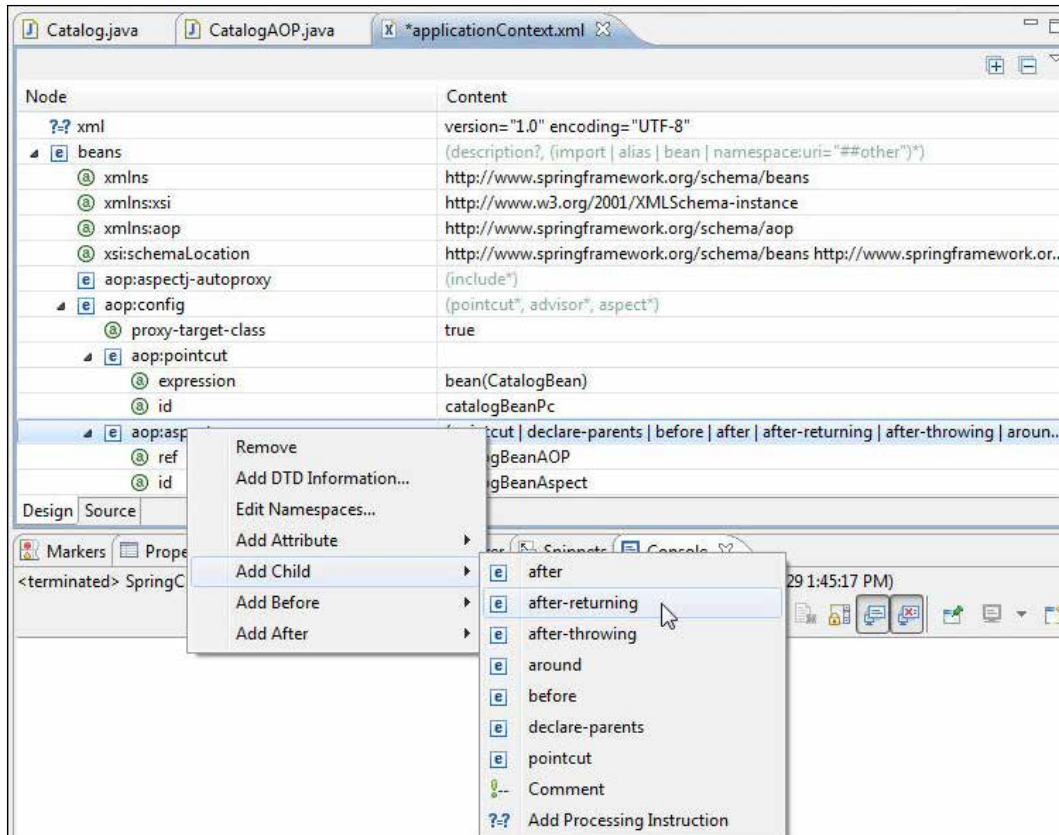 Catalog.java CatalogAOP.java *applicationContext.xml
Node Content
?=? xml version="1.0" encoding="UTF-8"
beans (description?, (import | alias | bean | namespace:uri="##other")*)
xmlns http://www.springframework.org/schema/beans
xmlns:xsi http://www.w3.org/2001/XMLSchema-instance
xmlns:aop http://www.springframework.org/schema/aop
xsi:schemaLocation http://www.springframework.org/schema/beans http://www.springframework.or...
aop:aspectj-autoproxy (include*)
aop:config (pointcut*, advisor*, aspect*)
proxy-target-class true
aop:pointcut
expression bean(CatalogBean)
id catalogBeanPc
aop:asp cut | declare-parents | before | after | after-returning | after-throwing | aroun...
ref gBeanAOP
id gBeanAspect
Design Source
Remove
Add DTD Information...
Edit Namespaces...
Add Attribute
Add Child
Add Before
Add After
Markers Prope Snippets Console
<terminated> SpringC 29 1:45:17 PM)
after
after-returning
after-throwing
around
before
declare-parents
pointcut
Comment
?=? Add Processing Instruction